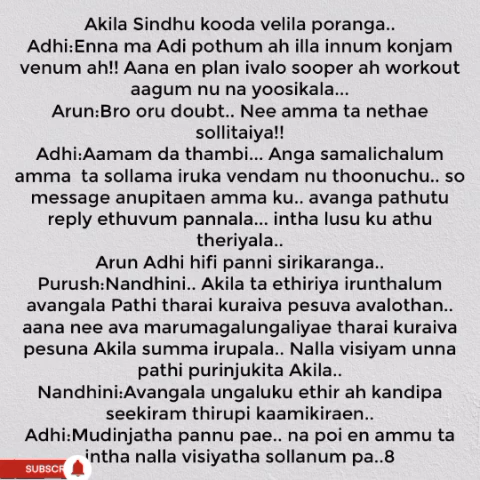 Akila Sindhu kooda velila poranga..
Adhi:Enna ma Adi pothum ah illa innum konjam
venum ah!! Aana en plan ivalo sooper ah workout
aagum nu na yoosikala...
Arun:Bro oru doubt.. Nee amma ta nethae
sollitaiya!!
Adhi:Aamam da thambi... Anga samalichalum
amma ta sollama iruka vendam nu thoonuchu.. so
message anupitaen amma ku.. avanga pathutu
reply ethuvum pannala... intha lusu ku athu
theriyala..
Arun Adhi hifi panni sirikaranga..
Purush:Nandhini.. Akila ta ethiriya irunthalum
avangala Pathi tharai kuraiva pesuva avalothan..
aana nee ava marumagalungaliyae tharai kuraiva
pesuna Akila summa irupala.. Nalla visiyam unna
pathi purinjukita Akila..
Nandhini:Avangala ungaluku ethir ah kandipa
seekiram thirupi kaamikiraen..
Adhi:Mudinjatha pannu pae.. na poi en ammu ta
intha nalla visiyatha sollanum pa..8
SUBSCR